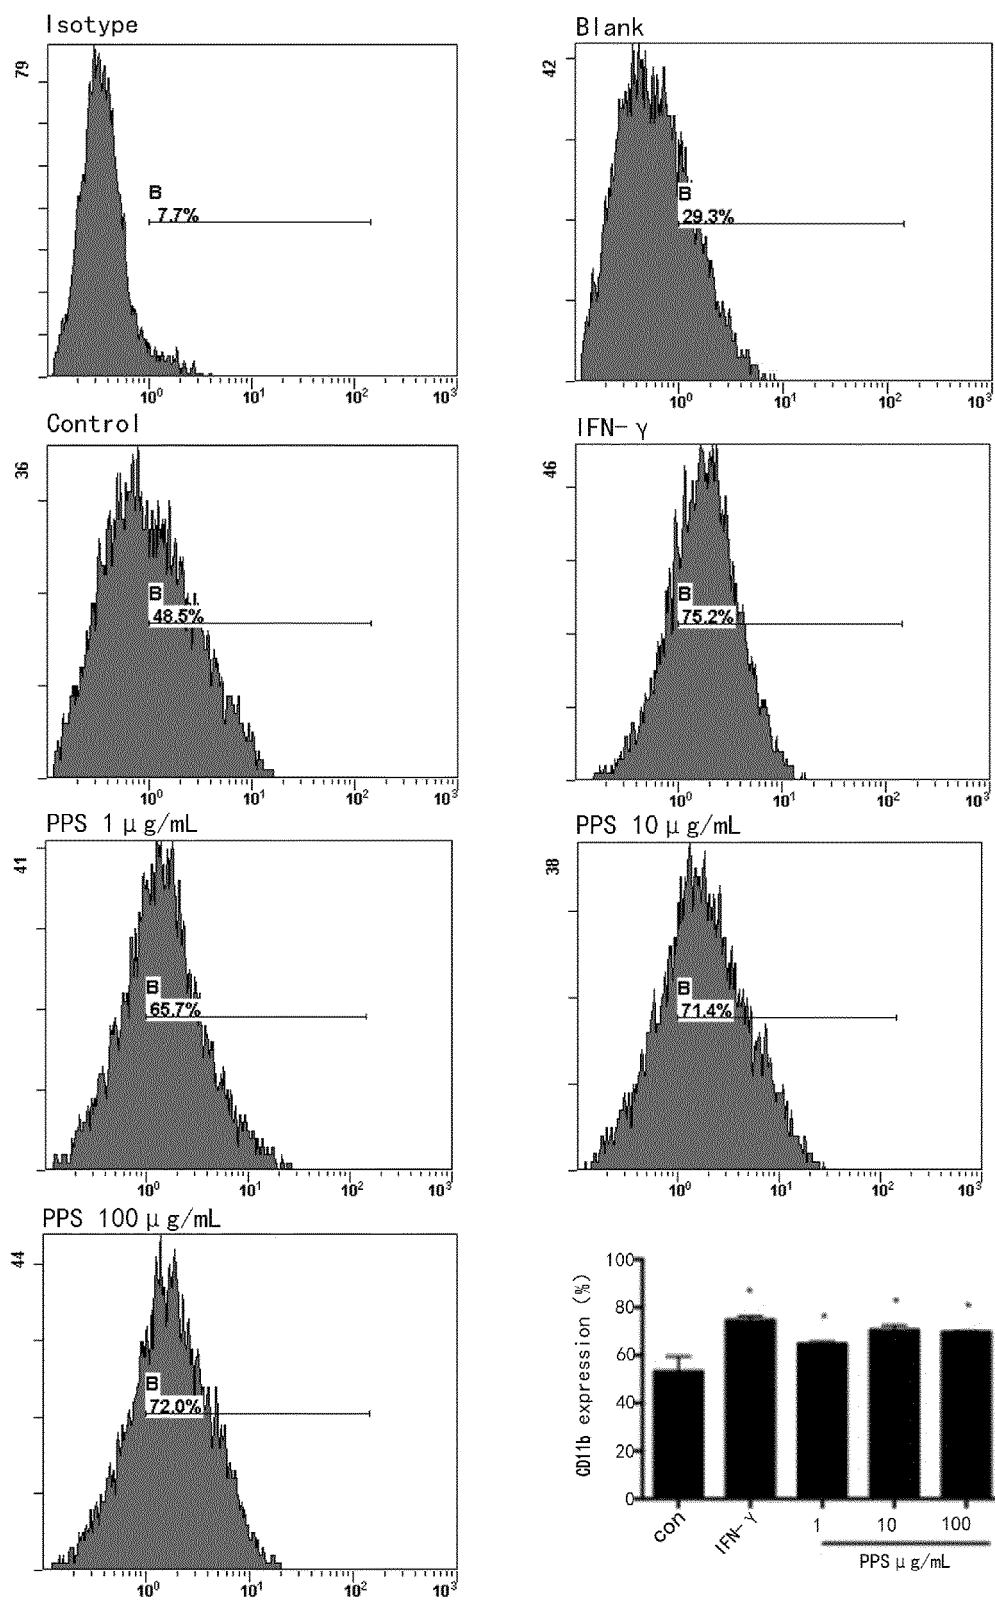 Isotype
79
B
7.7%
10⁰ 10¹ 10² 10³
Blank
42
B
29.3%
10⁰ 10¹ 10² 10³
Control
36
B
48.5%
10⁰ 10¹ 10² 10³
IFN-γ
46
B
75.2%
10⁰ 10¹ 10² 10³
PPS 1 μg/mL
41
B
65.7%
10⁰ 10¹ 10² 10³
PPS 10 μg/mL
38
B
71.4%
10⁰ 10¹ 10² 10³
PPS 100 μg/mL
44
B
72.0%
10⁰ 10¹ 10² 10³
CD11b expression (%)
100
80
60
40
20
0
* * * *
con IFN-γ 1 10 100
PPS μg/mL